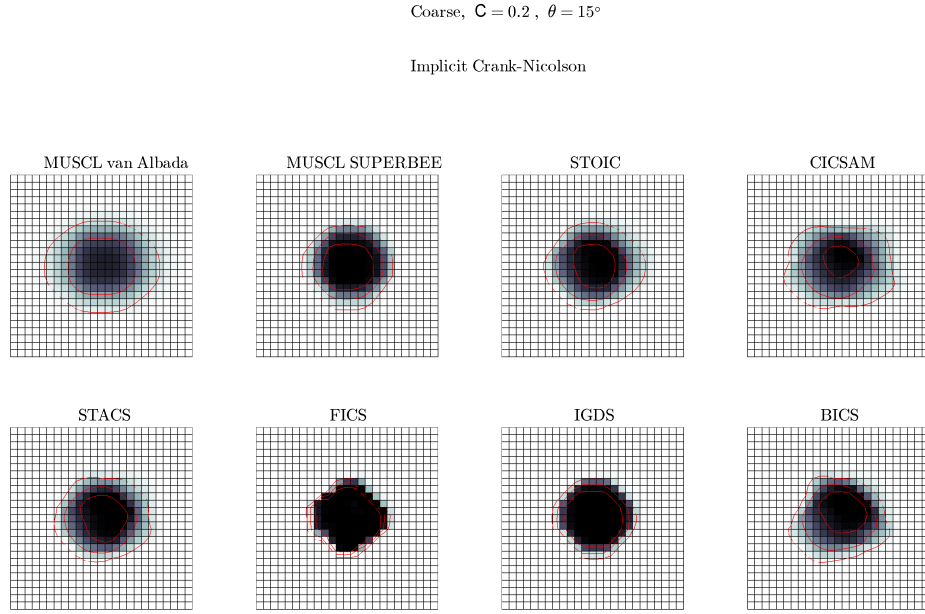 Coarse, C = 0.2 , θ = 15°
Implicit Crank-Nicolson
MUSCL van Albada
MUSCL SUPERBEE
STOIC
CICSAM
STACS
FICS
IGDS
BICS